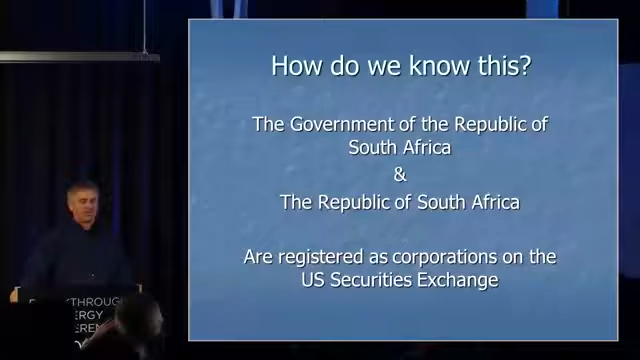 How do we know this?
The Government of the Republic of
South Africa
&
The Republic of South Africa
Are registered as corporations on the
US Securities Exchange